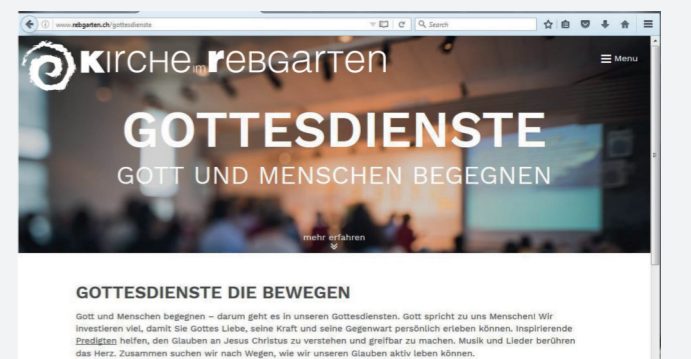 www.rebgarten.ch/gottesdienste
Search
KIrCHe im reBGarTen
Menu
GOTTESDIENSTE
GOTT UND MENSCHEN BEGEGNEN
mehr erfahren
GOTTESDIENSTE DIE BEWEGEN
Gott und Menschen begegnen – darum geht es in unseren Gottesdiensten. Gott spricht zu uns Menschen! Wir
investieren viel, damit Sie Gottes Liebe, seine Kraft und seine Gegenwart persönlich erleben können. Inspirierende
Predigten helfen, den Glauben an Jesus Christus zu verstehen und greifbar zu machen. Musik und Lieder berühren
das Herz. Zusammen suchen wir nach Wegen, wie wir unseren Glauben aktiv leben können.